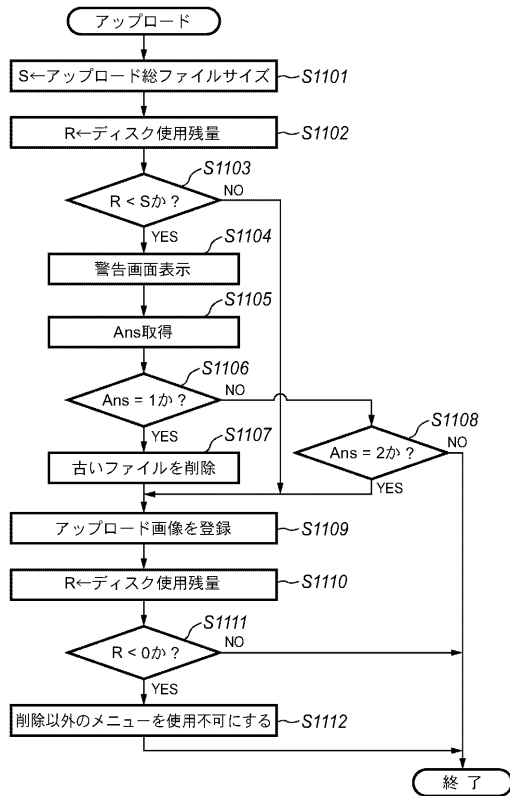 アップロード
S←アップロード総ファイルサイズ
S1101
R←ディスク使用残量
S1102
S1103
R < Sか?
NO
YES
S1104
警告画面表示
S1105
Ans取得
S1106
Ans = 1か?
NO
YES
S1107
古いファイルを削除
S1108
Ans = 2か?
NO
YES
アップロード画像を登録
S1109
R←ディスク使用残量
S1110
S1111
R < 0か?
NO
YES
削除以外のメニューを使用不可にする
S1112
終 了